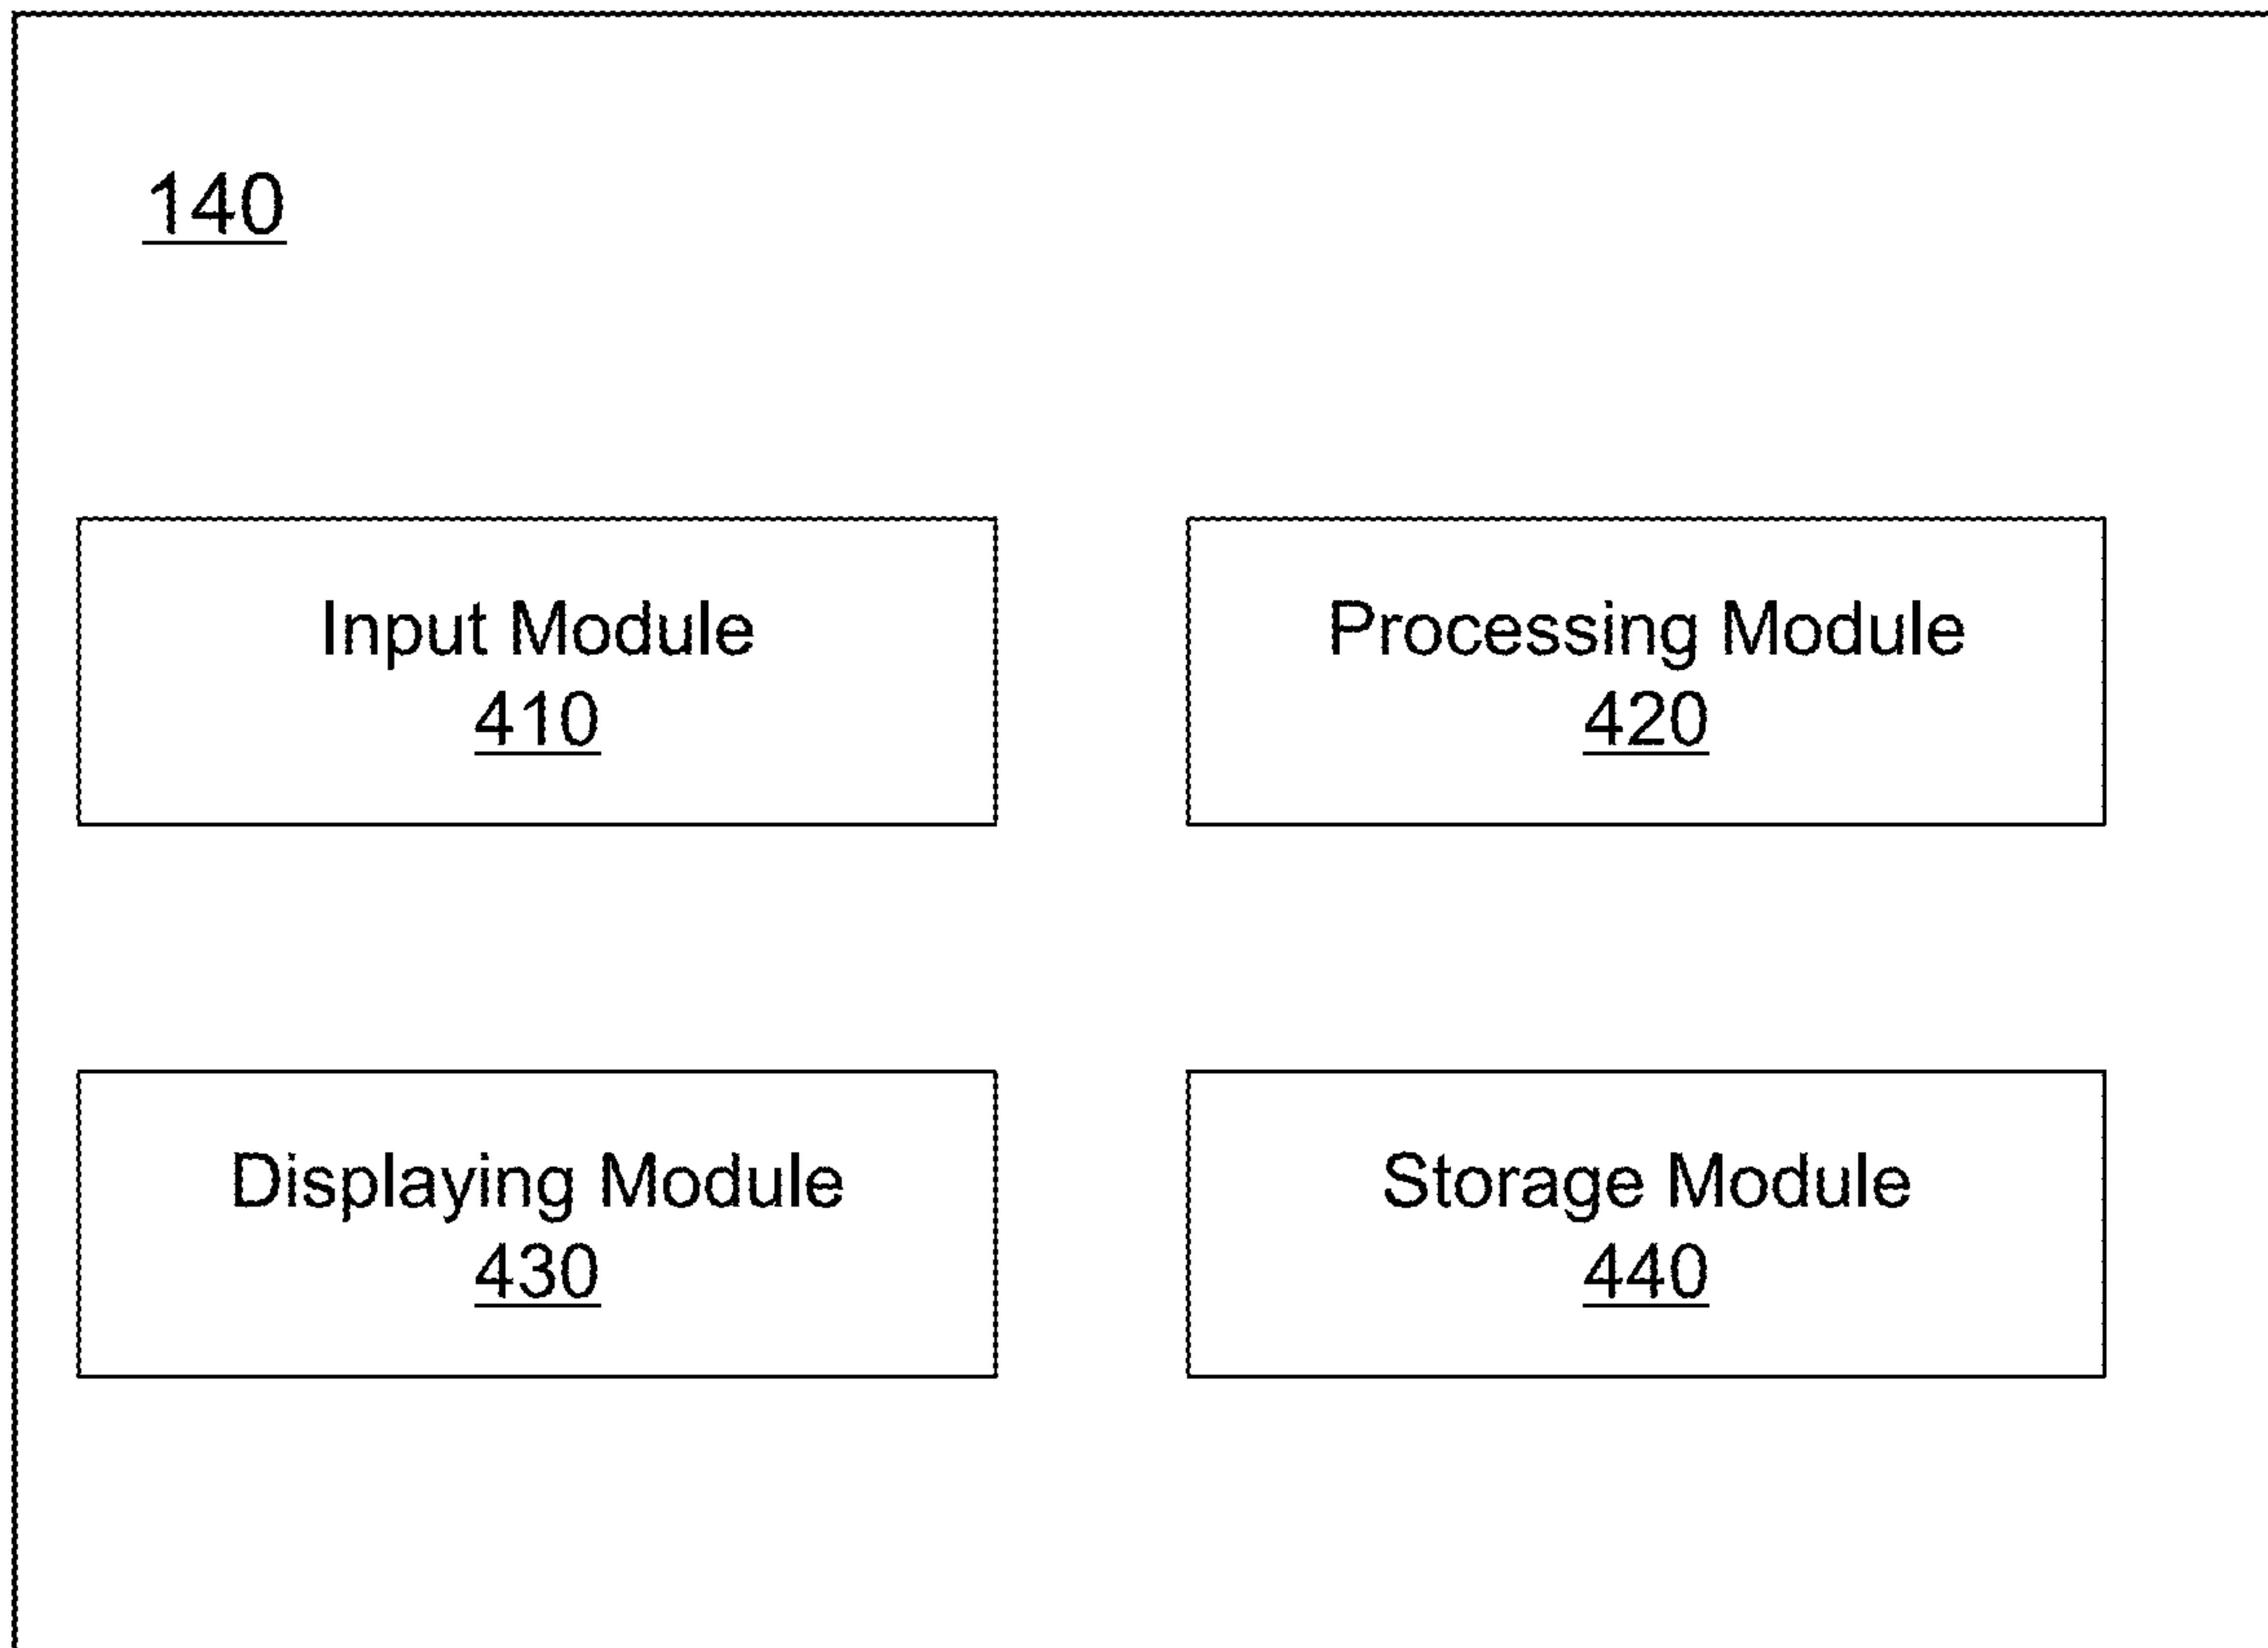 140
Input Module
410
Processing Module
420
Displaying Module
430
Storage Module
440